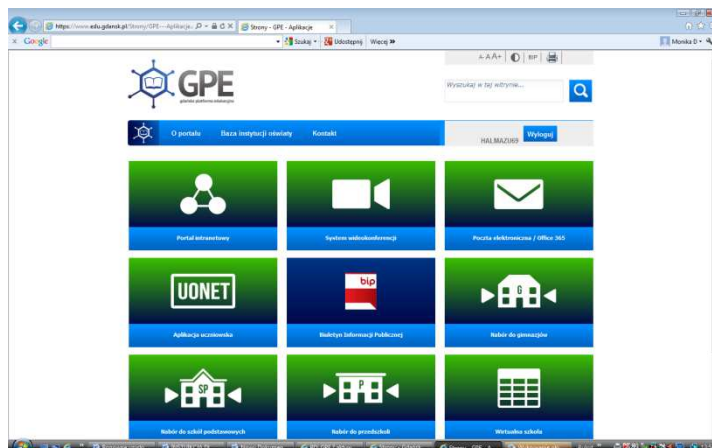 https://www.edu.gdansk.pl/Strony/GPE---Aplikacje.
Strony - GPE - Aplikacje
Google
Szukaj
Udostępnij
Więcej »
Monika D
A A A+
BIP
GPE
gdańska platforma edukacyjna
Wyszukaj w tej witrynie...
O portalu
Baza instytucji oświaty
Kontakt
HALMAZU69
Wyloguj
Portal intranetowy
System wideokonferencji
Poczta elektroniczna / Office 365
UONET
bip
G
Aplikacja uczniowska
Biuletyn Informacji Publicznej
Nabór do gimnazjów
SP
P
Nabór do szkół podstawowych
Nabór do przedszkoli
Wirtualna szkoła